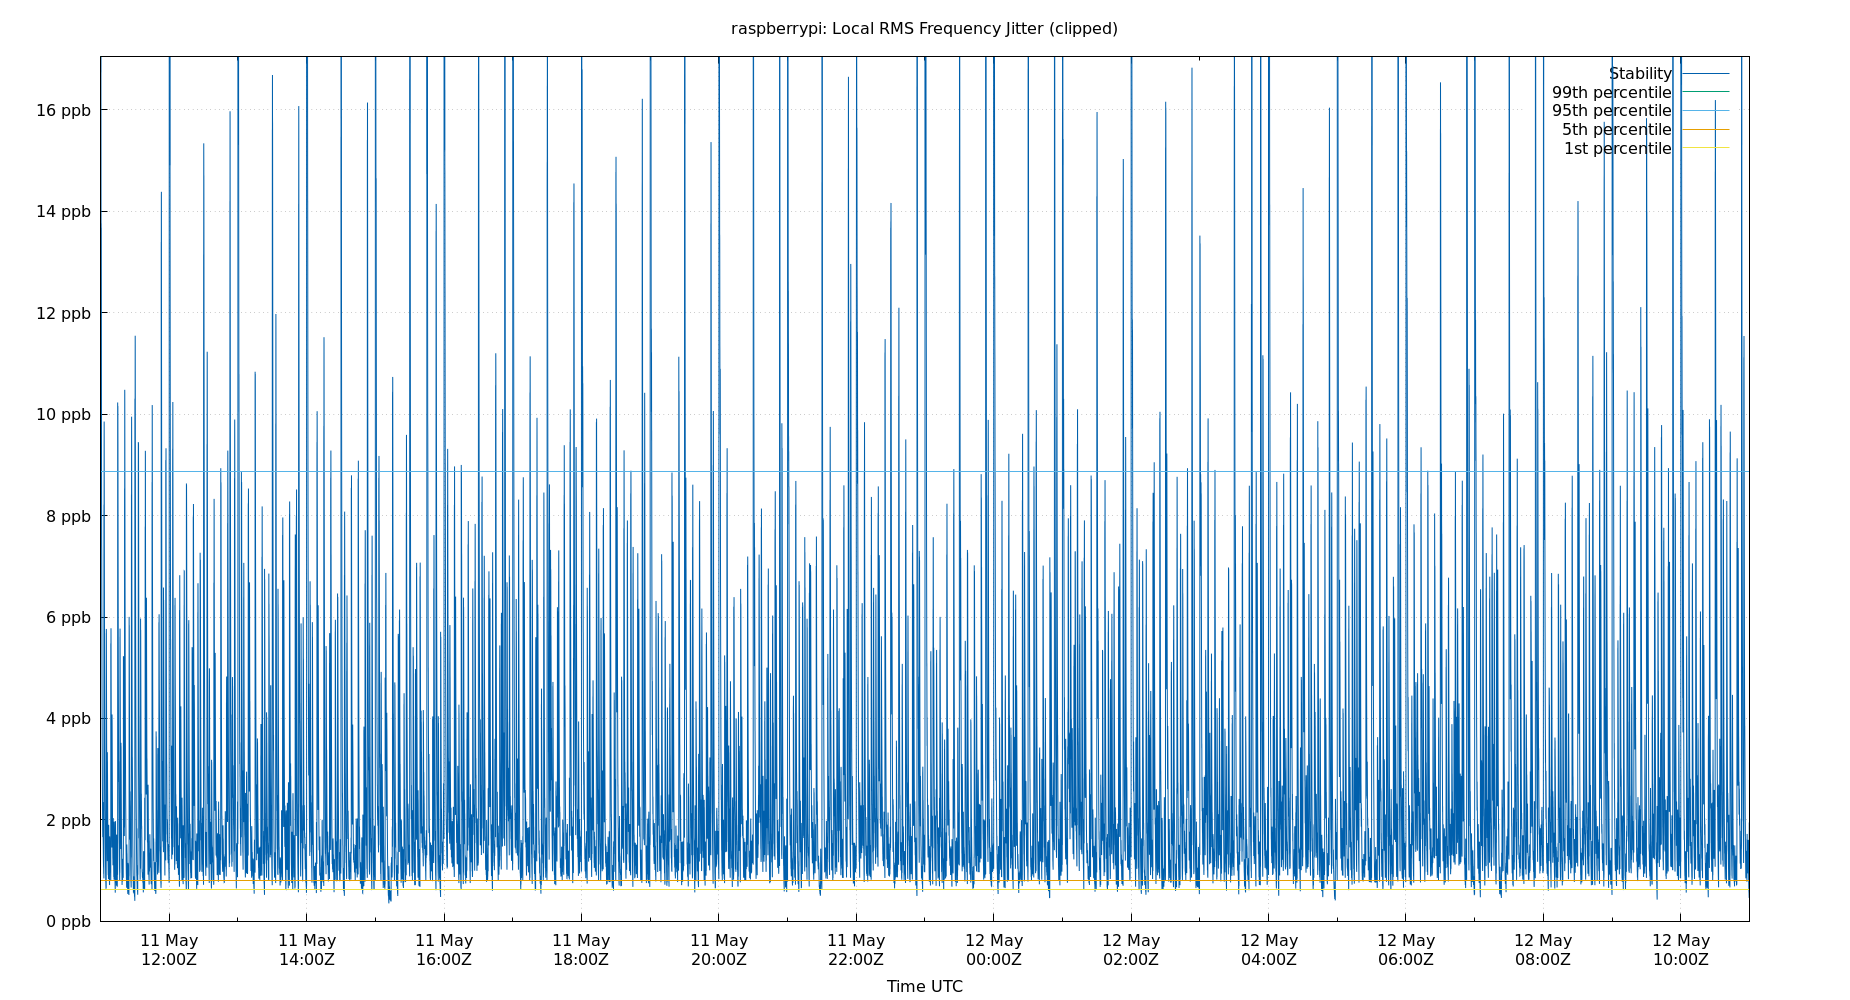 raspberrypi: Local RMS Frequency Jitter (clipped)
Stability
99th percentile
95th percentile
5th percentile
1st percentile
16 ppb
14 ppb
12 ppb
10 ppb
8 ppb
6 ppb
4 ppb
2 ppb
0 ppb
11 May 11 May 11 May 11 May 11 May 11 May 12 May 12 May 12 May 12 May 12 May 12 May
12:00Z 14:00Z 16:00Z 18:00Z 20:00Z 22:00Z 00:00Z 02:00Z 04:00Z 06:00Z 08:00Z 10:00Z
Time UTC